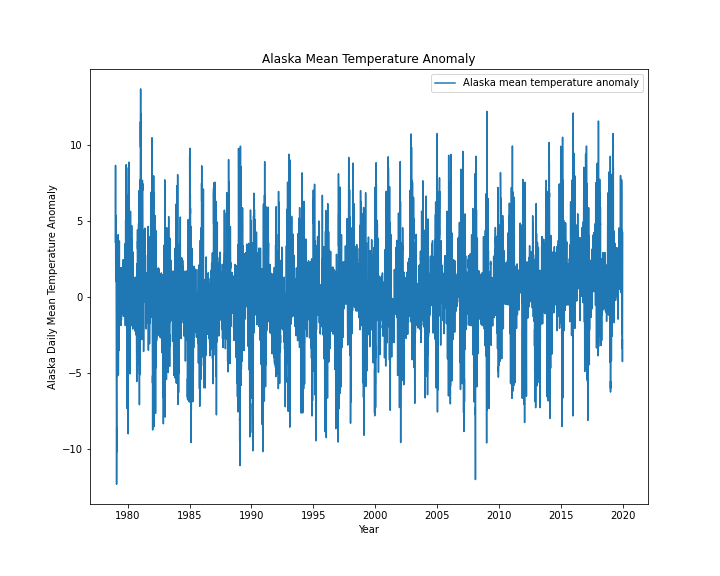 Alaska Mean Temperature Anomaly
Alaska mean temperature anomaly
Alaska Daily Mean Temperature Anomaly
10
5
0
−5
−10
1980 1985 1990 1995 2000 2005 2010 2015 2020
Year